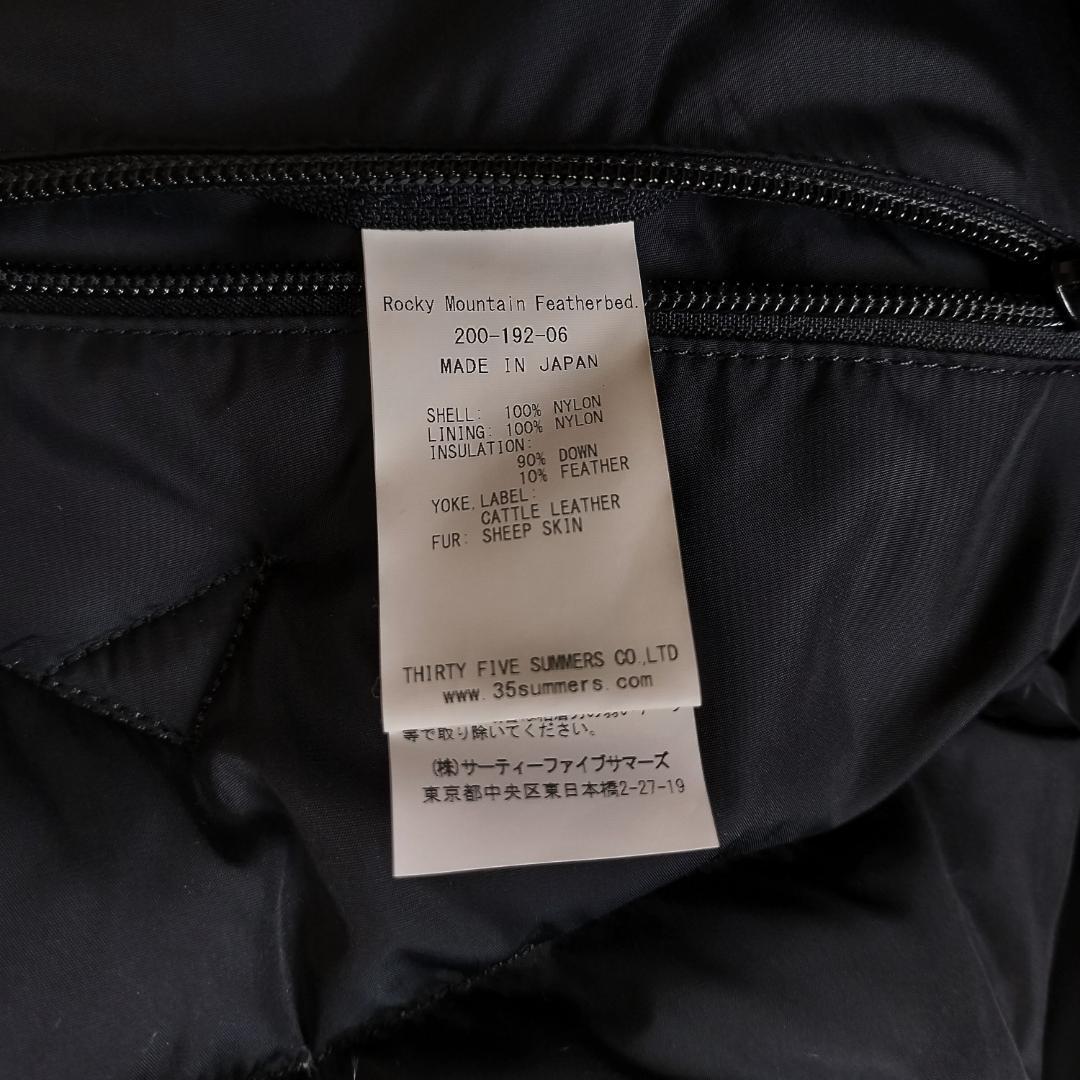 Rocky Mountain Featherbed.
200-192-06
MADE IN JAPAN
SHELL: 100% NYLON
LINING: 100% NYLON
INSULATION:
90% DOWN
10% FEATHER
YOKE, LABEL:
CATTLE LEATHER
FUR: SHEEP SKIN
THIRTY FIVE SUMMERS CO.,LTD
www.35summers.com
等で取り除いてください。
(株)サーティーファイブサマーズ
東京都中央区東日本橋2-27-19